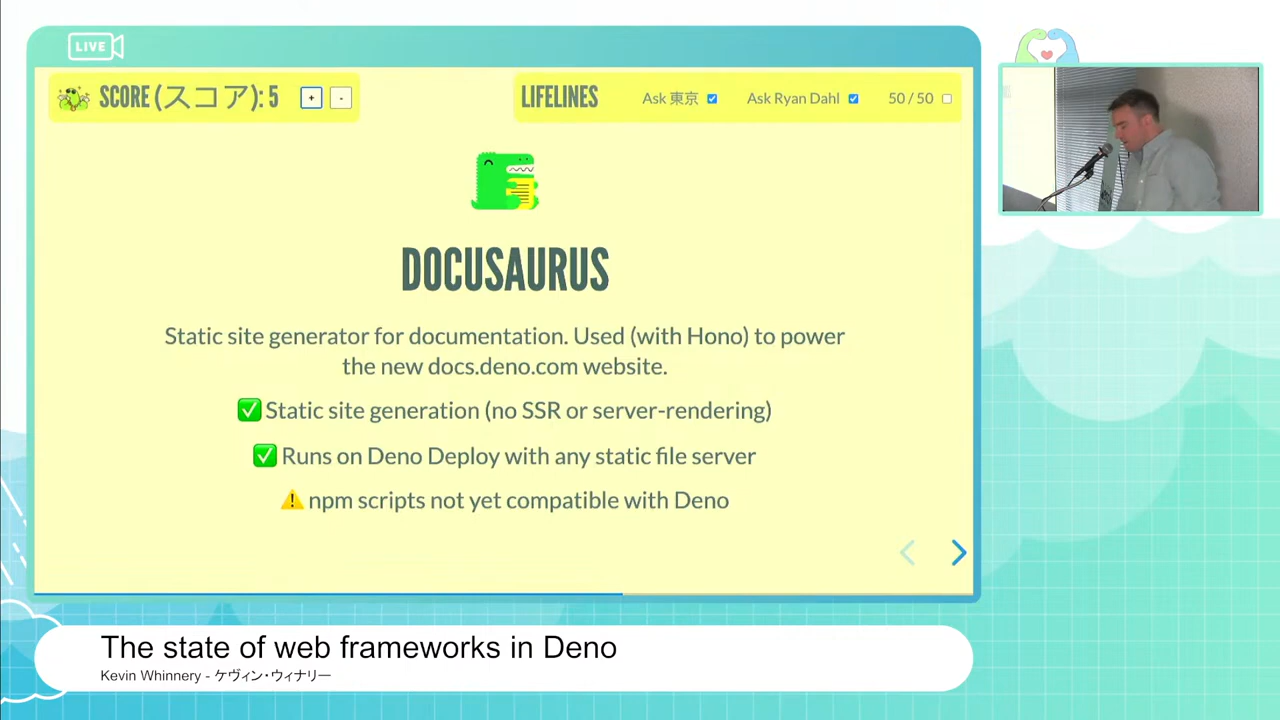 LIVE
SCORE (スコア): 5
+
-
LIFELINES
Ask 東京
Ask Ryan Dahl
50 / 50
DOCUSAURUS
Static site generator for documentation. Used (with Hono) to power
the new docs.deno.com website.
✅ Static site generation (no SSR or server-rendering)
✅ Runs on Deno Deploy with any static file server
⚠️ npm scripts not yet compatible with Deno
The state of web frameworks in Deno
Kevin Whinnery - ケヴィン・ウィナリー